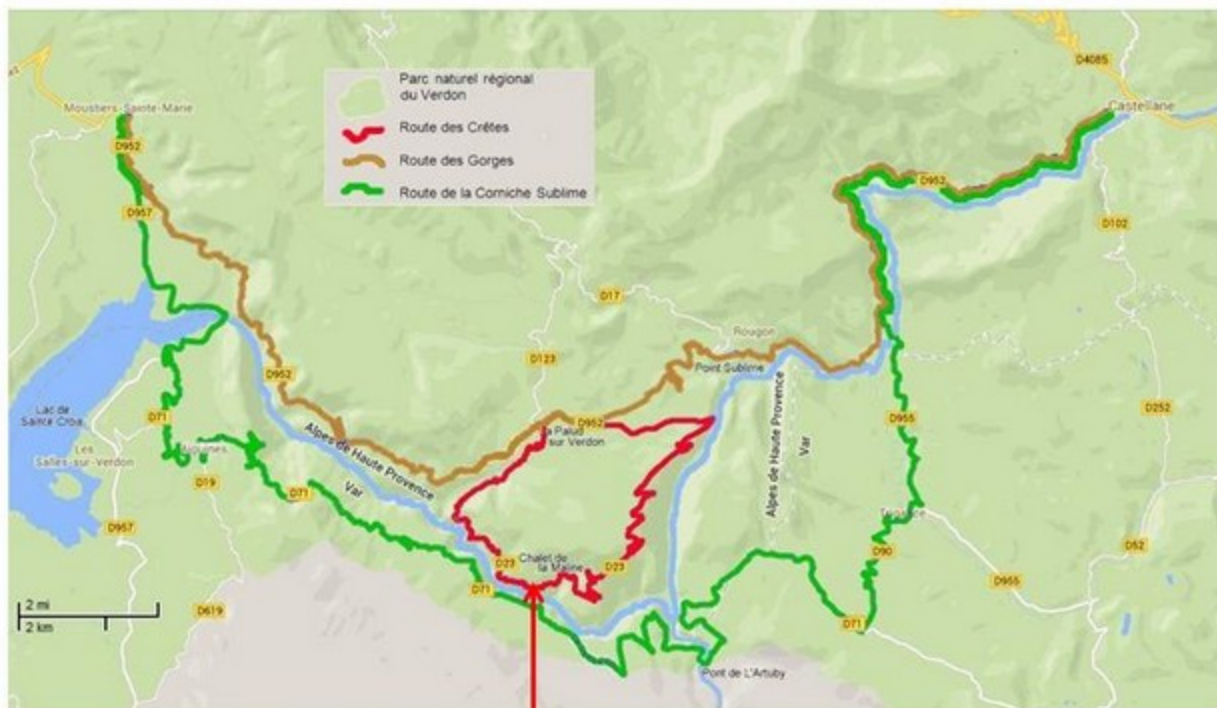 D4085
Castellane
Moustiers-Sainte-Marie
Parc naturel régional
du Verdon
Route des Crêtes
Route des Gorges
Route de la Corniche Sublime
D952
D957
D952
D102
D17
Rougon
Point Sublime
D123
D952
Alpes de Haute Provence
Var
D252
Lac de
Sainte Croix
D71
D955
D952
La Palud
sur Verdon
Les
Salles-sur-Verdon
Aiguines
D19
Alpes de Haute Provence
Var
D71
D957
D90
D52
D23
Chalet de
la Maline
D23
D955
D71
2 mi
2 km
D619
D71
Pont de L'Artuby